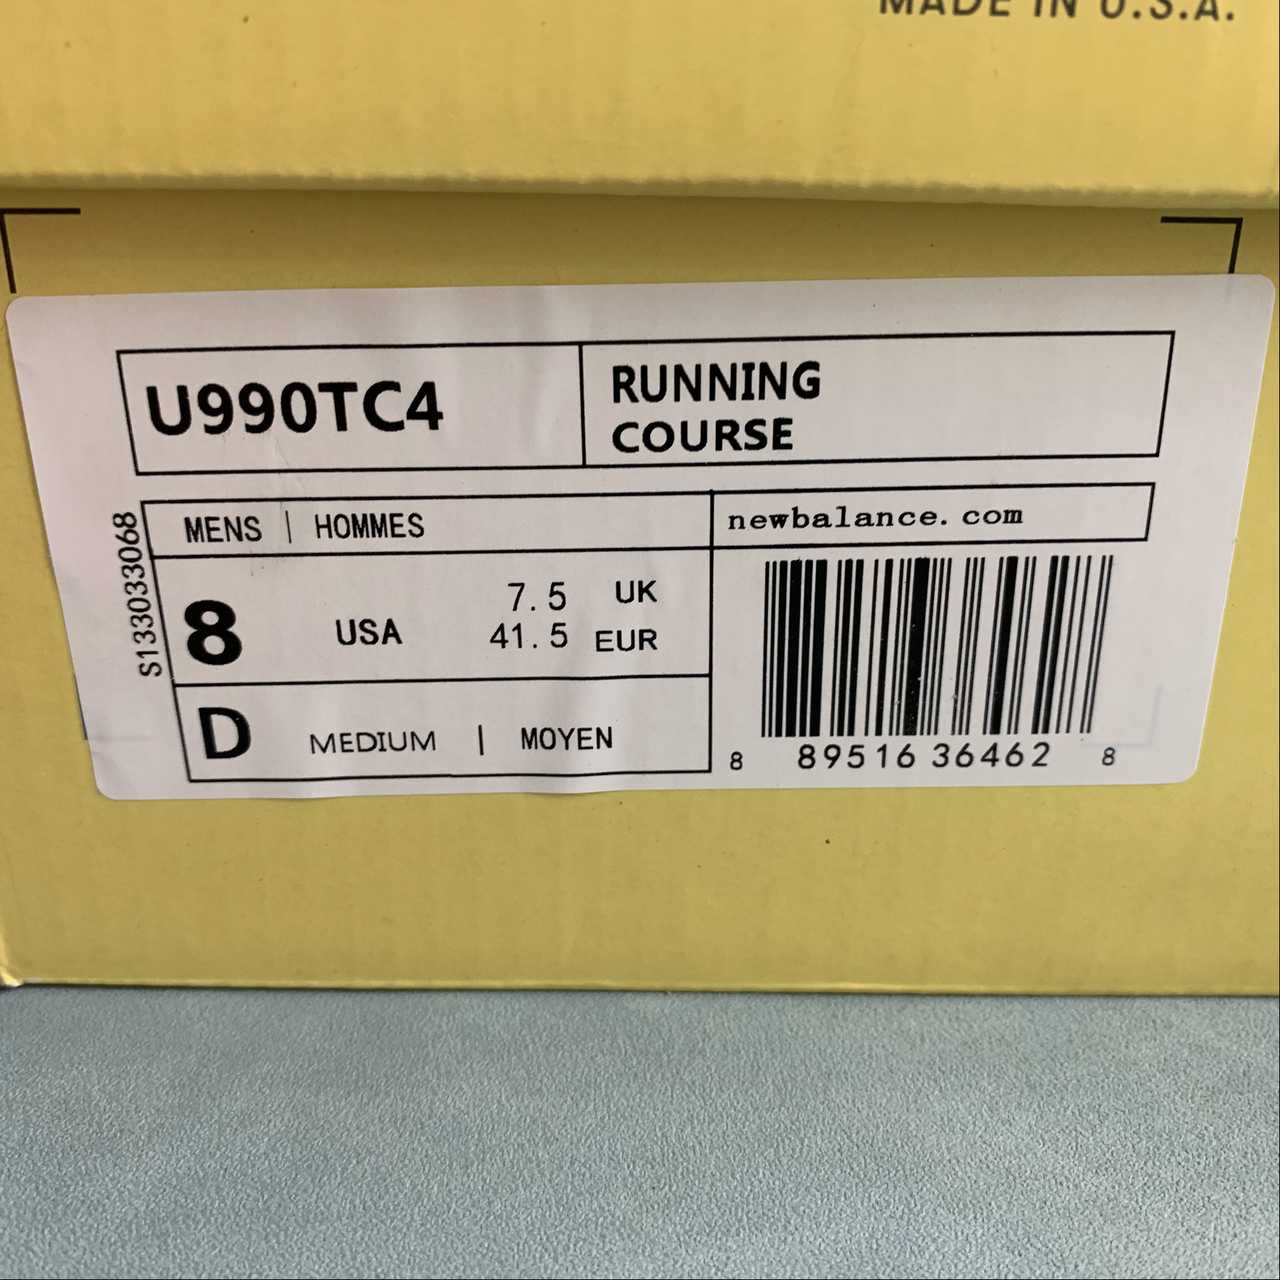 MADE IN U.S.A.
U990TC4
RUNNING
COURSE
S133033068
MENS | HOMMES
newbalance.com
8 USA 7.5 UK
41.5 EUR
D MEDIUM | MOYEN
8 89516 36462 8